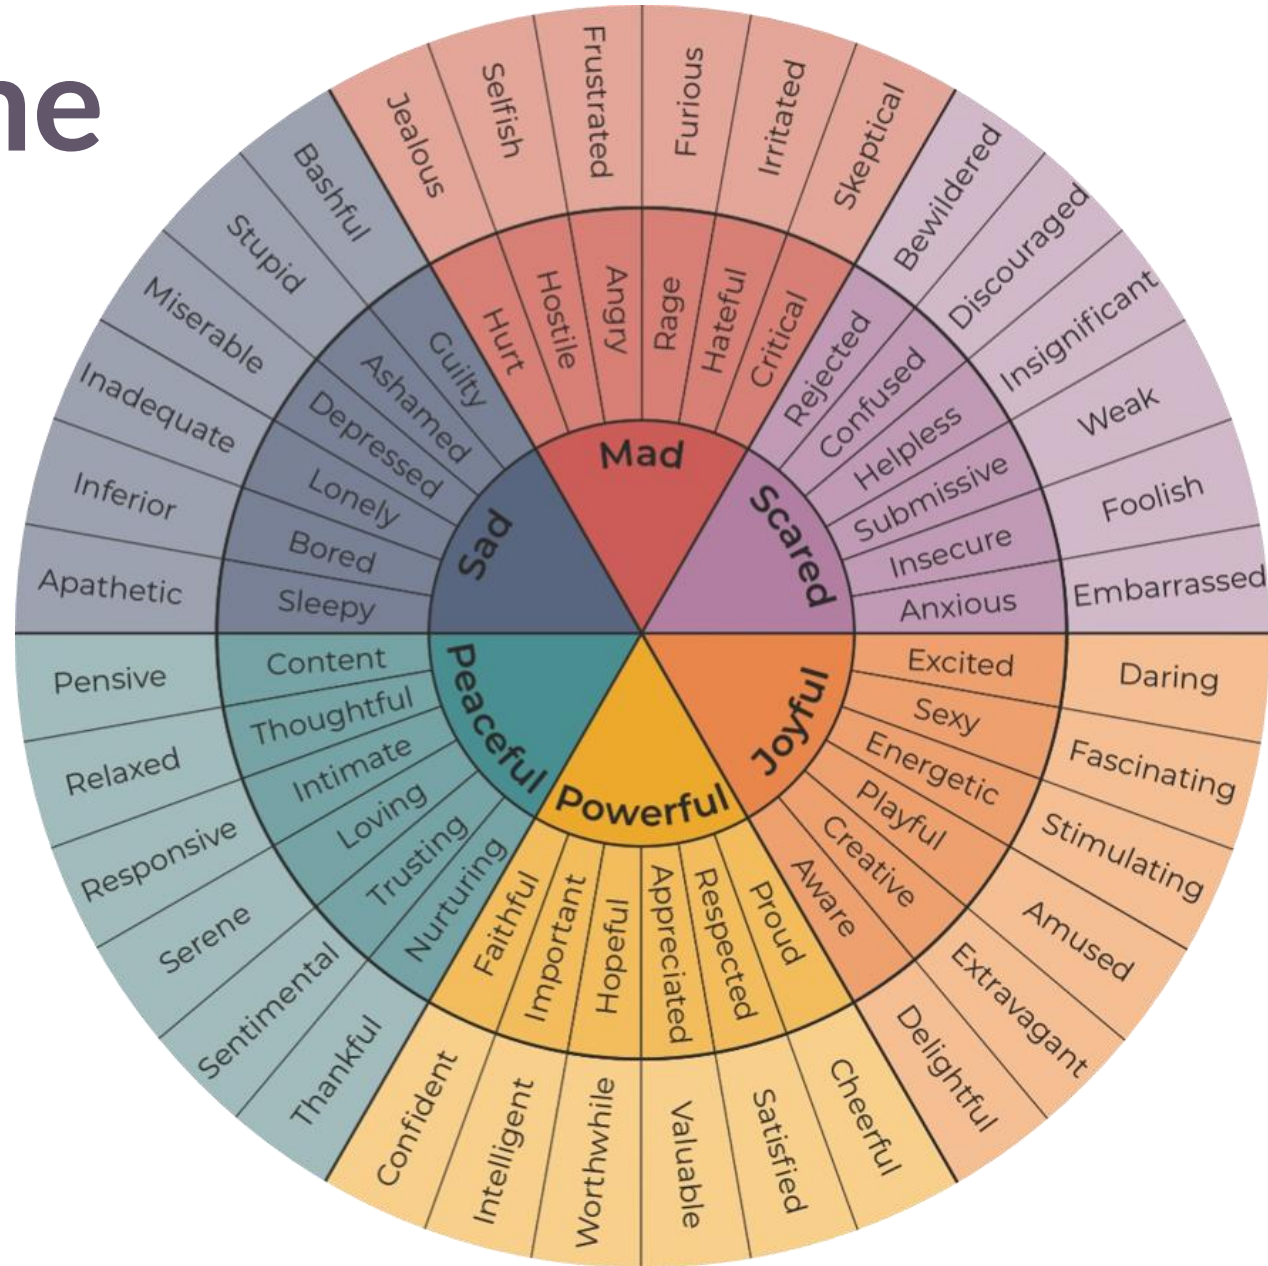 ne
Mad
Hurt
Hostile
Angry
Rage
Hateful
Critical
Jealous
Selfish
Frustrated
Furious
Irritated
Skeptical
Scared
Rejected
Confused
Helpless
Submissive
Insecure
Anxious
Bewildered
Discouraged
Insignificant
Weak
Foolish
Embarrassed
Joyful
Excited
Sexy
Energetic
Playful
Creative
Aware
Daring
Fascinating
Stimulating
Amused
Extravagant
Delightful
Powerful
Proud
Respected
Appreciated
Hopeful
Important
Faithful
Cheerful
Satisfied
Valuable
Worthwhile
Intelligent
Confident
Peaceful
Nurturing
Trusting
Loving
Intimate
Thoughtful
Content
Thankful
Sentimental
Serene
Responsive
Relaxed
Pensive
Sad
Sleepy
Bored
Lonely
Depressed
Ashamed
Guilty
Apathetic
Inferior
Inadequate
Miserable
Stupid
Bashful